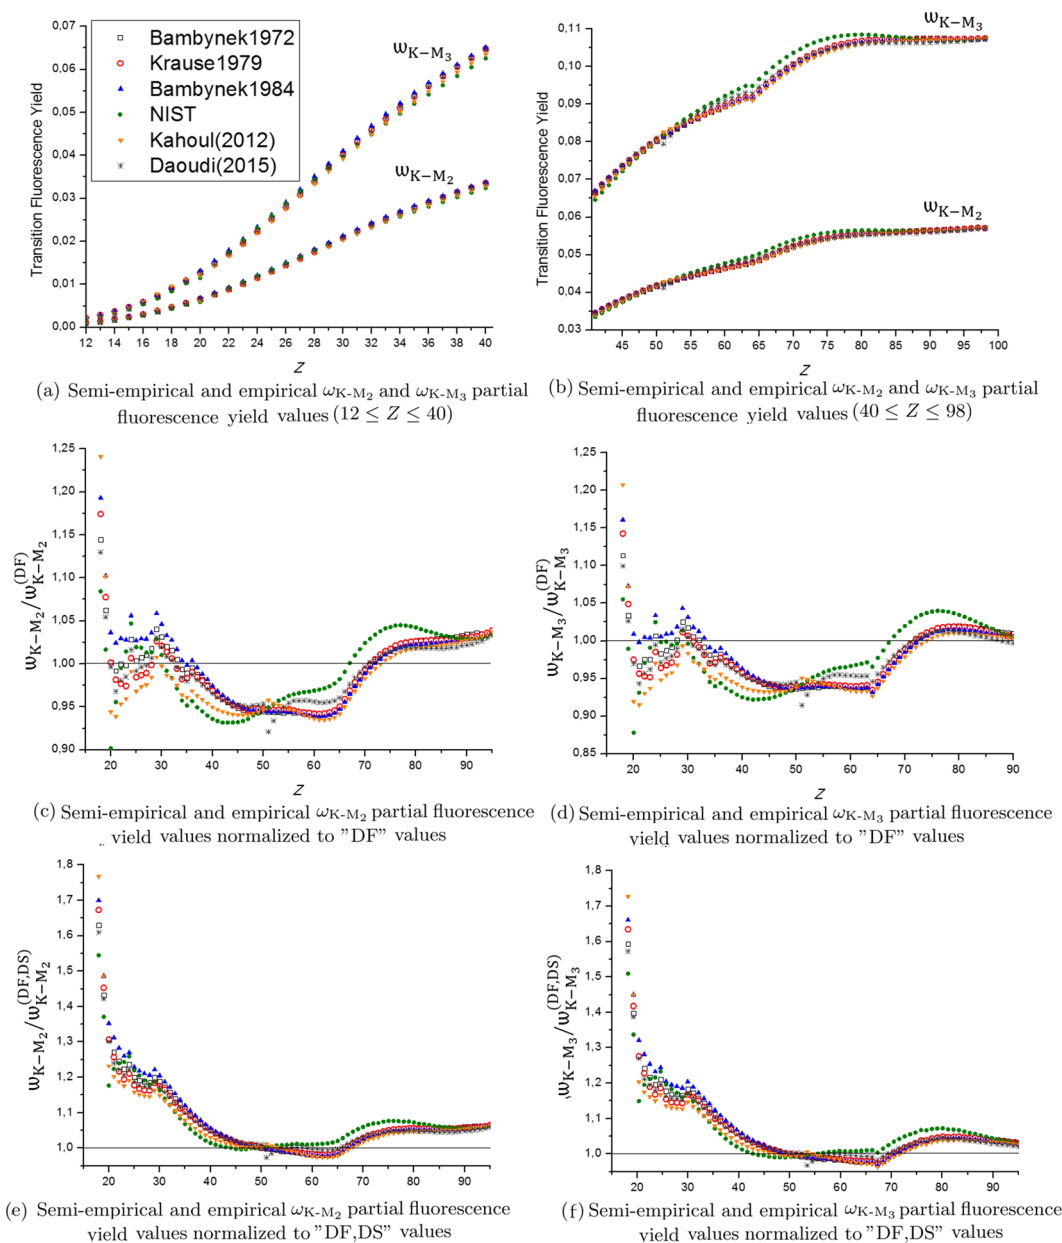 0,07
0,06
0,05
0,04
0,03
0,02
0,01
0,00
Transition Fluorescence Yield
Bambynek1972
Krause1979
Bambynek1984
NIST
Kahoul(2012)
Daoudi(2015)
ωK−M3
ωK−M2
12 14 16 18 20 22 24 26 28 30 32 34 36 38 40
Z
(a) Semi-empirical and empirical ωK-M2 and ωK-M3 partial
fluorescence yield values (12 ≤ Z ≤ 40)
0,11
0,09
0,08
0,06
0,04
0,03
Transition Fluorescence Yield
ωK−M3
ωK−M2
45 50 55 60 65 70 75 80 85 90 95 100
Z
(b) Semi-empirical and empirical ωK-M2 and ωK-M3 partial
fluorescence yield values (40 ≤ Z ≤ 98)
1,25
1,20
1,15
1,10
1,05
1,00
0,95
0,90
ωK−M2/ω(DF)K−M2
20 30 40 50 60 70 80 90
Z
(c) Semi-empirical and empirical ωK-M2 partial fluorescence
yield values normalized to ”DF” values
1,25
1,20
1,15
1,10
1,05
1,00
0,95
0,90
0,85
ωK−M3/ω(DF)K−M3
20 30 40 50 60 70 80 90
Z
(d) Semi-empirical and empirical ωK-M3 partial fluorescence
yield values normalized to ”DF” values
1,8
1,7
1,6
1,5
1,4
1,3
1,2
1,1
1,0
ωK−M2/ω(DF,DS)K−M2
20 30 40 50 60 70 80 90
Z
(e) Semi-empirical and empirical ωK-M2 partial fluorescence
yield values normalized to ”DF,DS” values
1,8
1,7
1,6
1,5
1,4
1,3
1,2
1,1
1,0
ωK−M3/ω(DF,DS)K−M3
20 30 40 50 60 70 80 90
Z
(f) Semi-empirical and empirical ωK-M3 partial fluorescence
yield values normalized to ”DF,DS” values